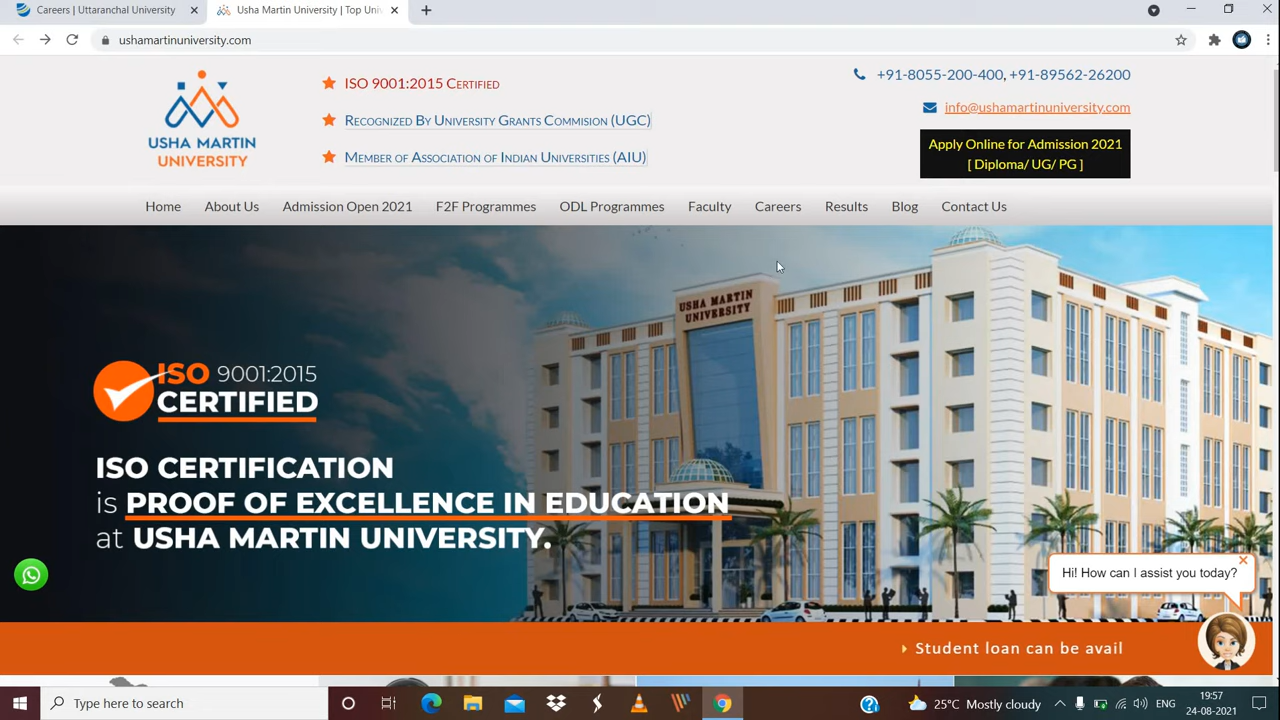 Careers | Uttaranchal University
Usha Martin University | Top Univ
ushamartinuniversity.com
USHA MARTIN
UNIVERSITY
ISO 9001:2015 Certified
Recognized By University Grants Commision (UGC)
Member of Association of Indian Universities (AIU)
+91-8055-200-400, +91-89562-26200
info@ushamartinuniversity.com
Apply Online for Admission 2021
[ Diploma/ UG/ PG ]
Home About Us Admission Open 2021 F2F Programmes ODL Programmes Faculty Careers Results Blog Contact Us
USHA MARTIN
UNIVERSITY
ISO 9001:2015
CERTIFIED
ISO CERTIFICATION
is PROOF OF EXCELLENCE IN EDUCATION
at USHA MARTIN UNIVERSITY.
Hi! How can I assist you today?
Student loan can be avail
Type here to search
25°C Mostly cloudy
ENG
19:57
24-08-2021